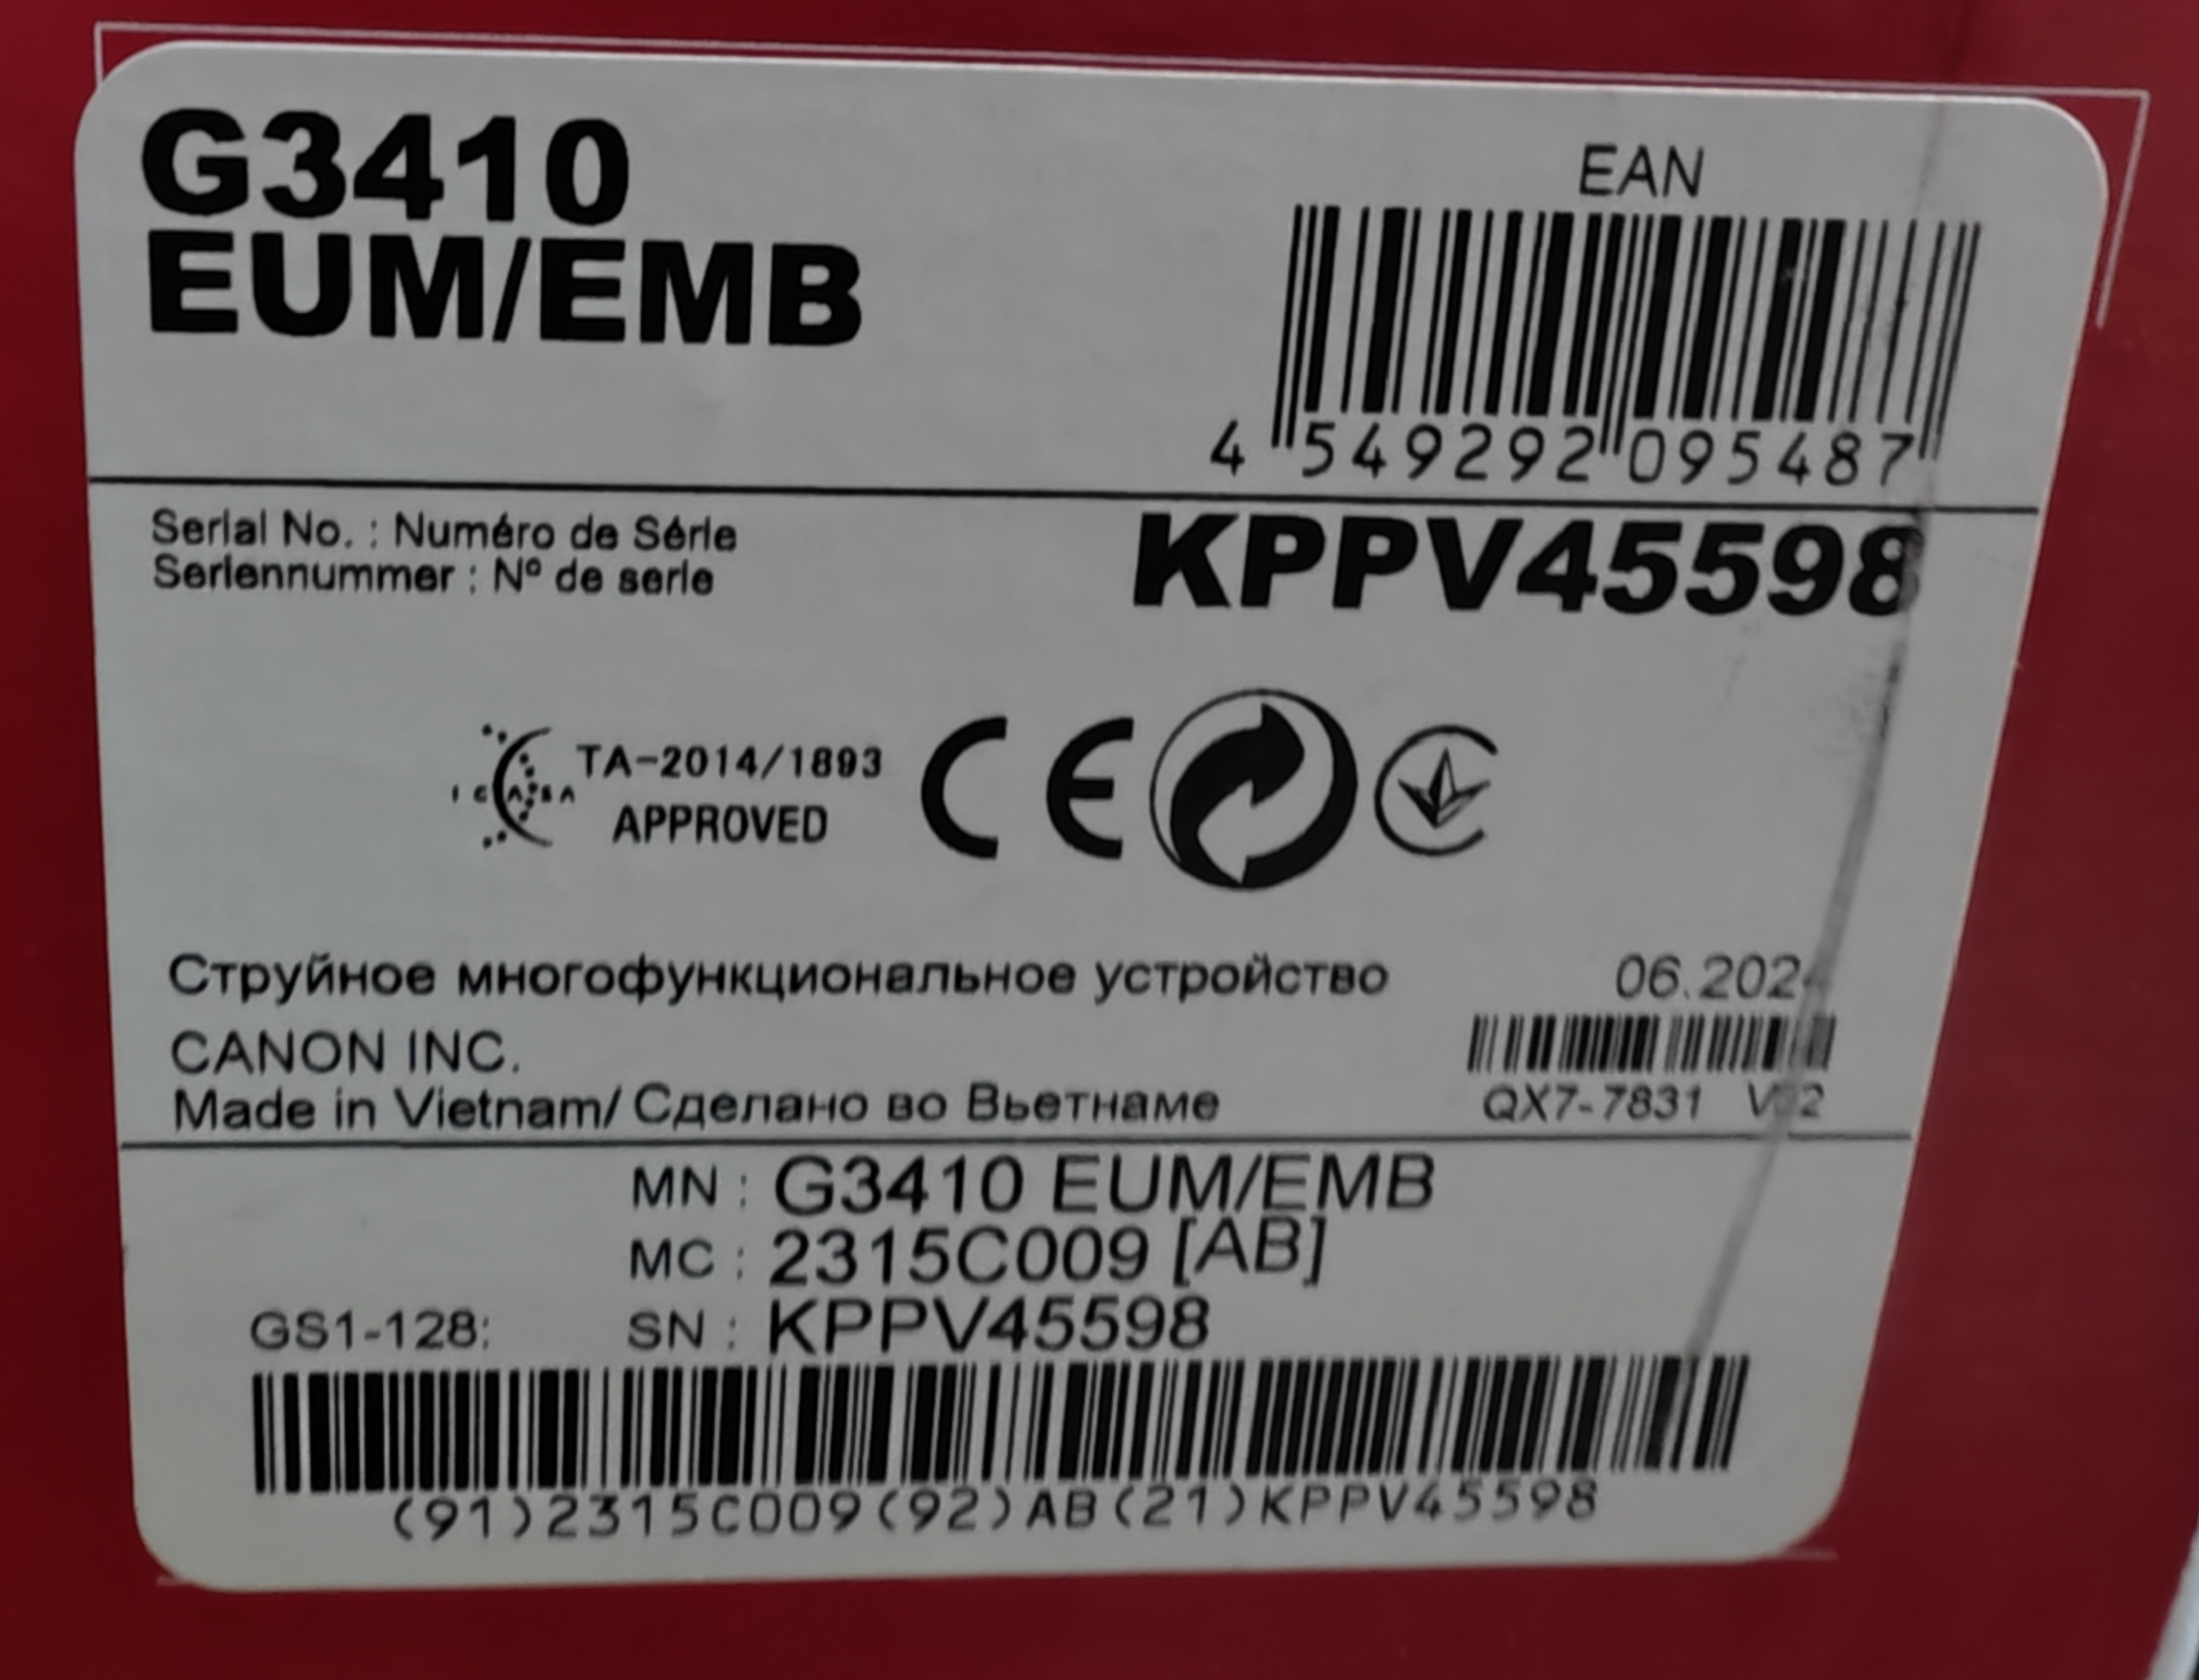 G3410
EUM/EMB
EAN
4 549292 095487
Serial No. : Numéro de Série
Seriennummer : Nº de serie
KPPV45598
ICASA
TA-2014/1893
APPROVED
CE
Струйное многофункциональное устройство
CANON INC.
Made in Vietnam/ Сделано во Вьетнаме
QX7-7831
MN : G3410 EUM/EMB
MC : 2315C009 [AB]
GS1-128: SN : KPPV45598
(91)2315C009(92)AB(21)KPPV45598